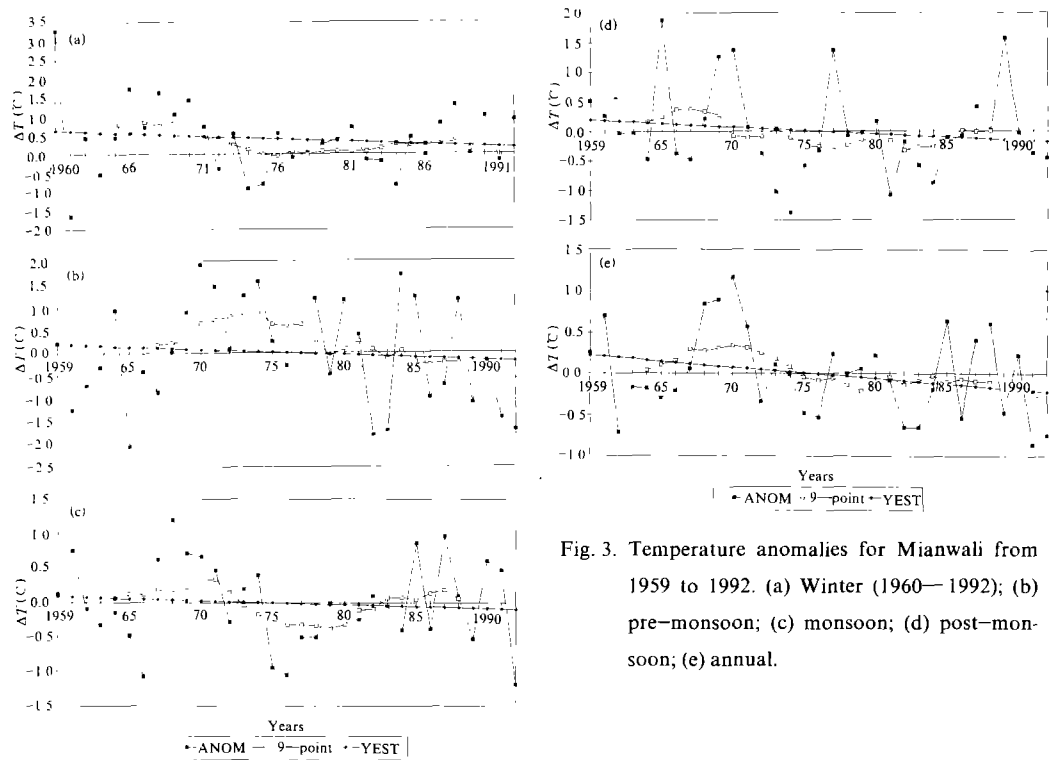 3.5
3.0
2.5
2.0
1.5
1.0
0.5
0.0
-0.5
-1.0
-1.5
-2.0
ΔT (℃)
(a)
1960 66 71 76 81 86 1991
2.0
1.5
1.0
0.5
0.0
-0.5
-1.0
-1.5
-2.0
-2.5
ΔT (℃)
(b)
1959 65 70 75 80 85 1990
1.5
1.0
0.5
0.0
-0.5
-1.0
-1.5
ΔT (℃)
(c)
1959 65 70 75 80 85 1990
Years
ANOM 9-point YEST
2.0
1.5
1.0
0.5
0.0
-0.5
-1.0
-1.5
ΔT (℃)
(d)
1959 65 70 75 80 85 1990
1.5
1.0
0.5
0.0
-0.5
-1.0
ΔT (℃)
(e)
1959 65 70 75 80 85 1990
Years
ANOM 9-point YEST
Fig. 3. Temperature anomalies for Mianwali from
1959 to 1992. (a) Winter (1960—1992); (b)
pre-monsoon; (c) monsoon; (d) post-mon-
soon; (e) annual.